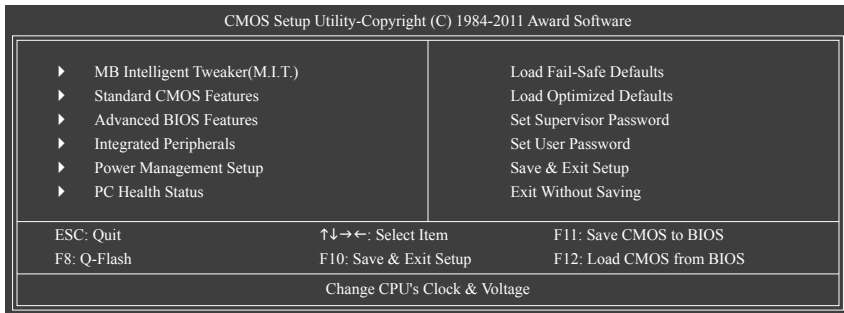 CMOS Setup Utility-Copyright (C) 1984-2011 Award Software
MB Intelligent Tweaker(M.I.T.)
Standard CMOS Features
Advanced BIOS Features
Integrated Peripherals
Power Management Setup
PC Health Status
Load Fail-Safe Defaults
Load Optimized Defaults
Set Supervisor Password
Set User Password
Save & Exit Setup
Exit Without Saving
ESC: Quit ↑↓→←: Select Item F11: Save CMOS to BIOS
F8: Q-Flash F10: Save & Exit Setup F12: Load CMOS from BIOS
Change CPU's Clock & Voltage